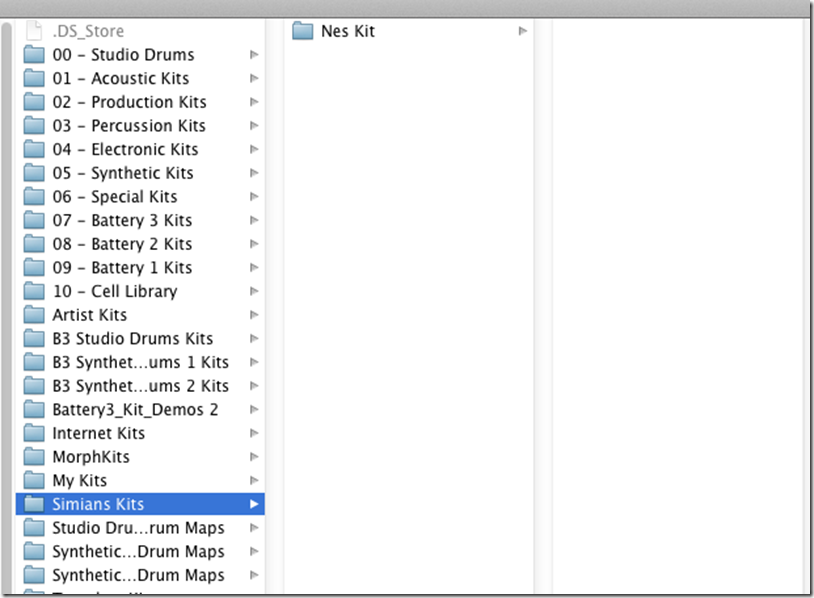 .DS_Store
00 – Studio Drums
01 – Acoustic Kits
02 – Production Kits
03 – Percussion Kits
04 – Electronic Kits
05 – Synthetic Kits
06 – Special Kits
07 – Battery 3 Kits
08 – Battery 2 Kits
09 – Battery 1 Kits
10 – Cell Library
Artist Kits
B3 Studio Drums Kits
B3 Synthet...ums 1 Kits
B3 Synthet...ums 2 Kits
Battery3_Kit_Demos 2
Internet Kits
MorphKits
My Kits
Simians Kits
Studio Dru...rum Maps
Synthetic...Drum Maps
Synthetic...Drum Maps
Nes Kit